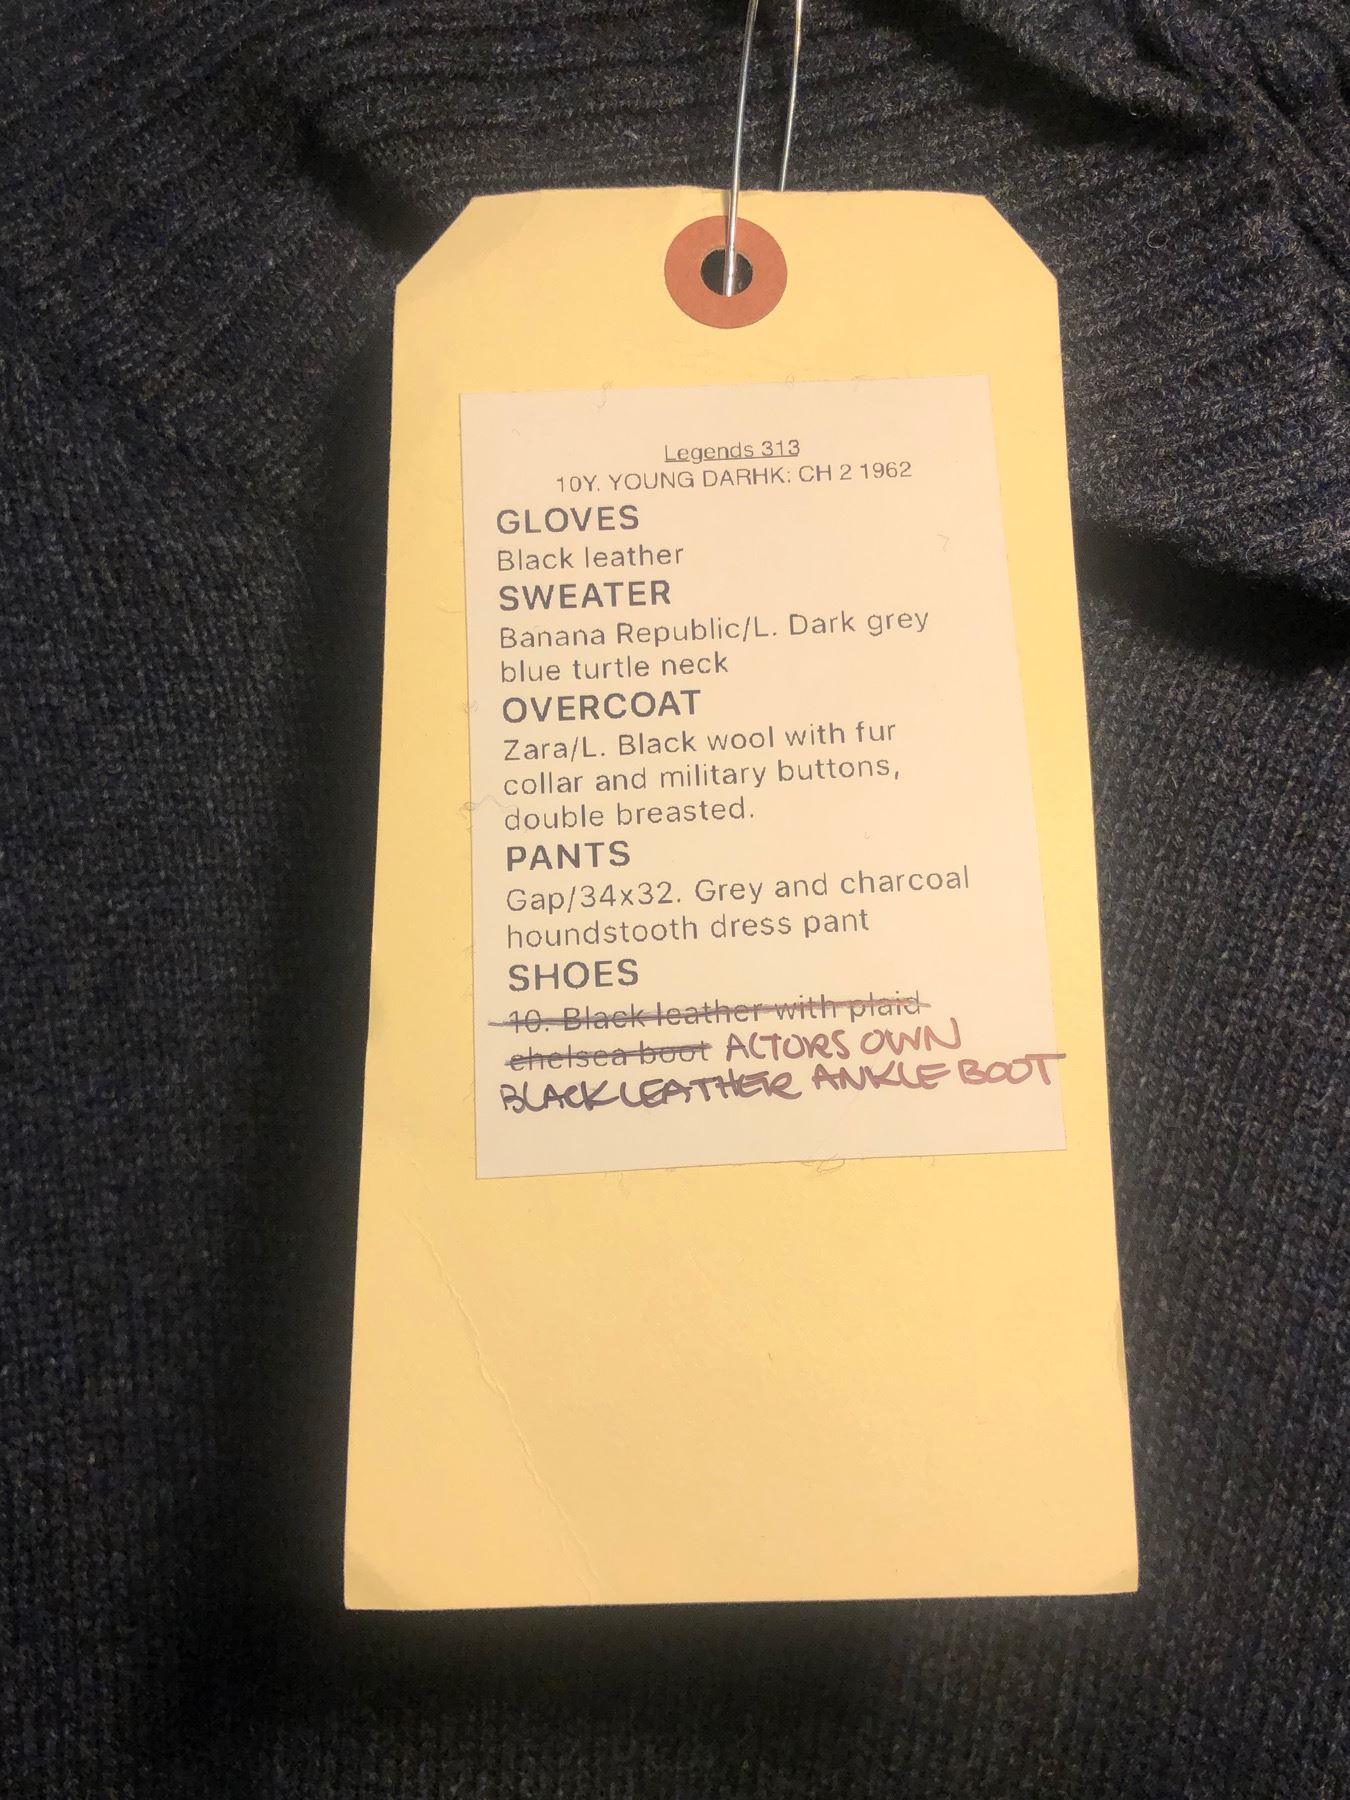 Legends 313
10Y. YOUNG DARHK: CH 2 1962
GLOVES
Black leather
SWEATER
Banana Republic/L. Dark grey
blue turtle neck
OVERCOAT
Zara/L. Black wool with fur
collar and military buttons,
double breasted.
PANTS
Gap/34x32. Grey and charcoal
houndstooth dress pant
SHOES
10. Black leather with plaid
chelsea boot ACTORS OWN
BLACK LEATHER ANKLE BOOT